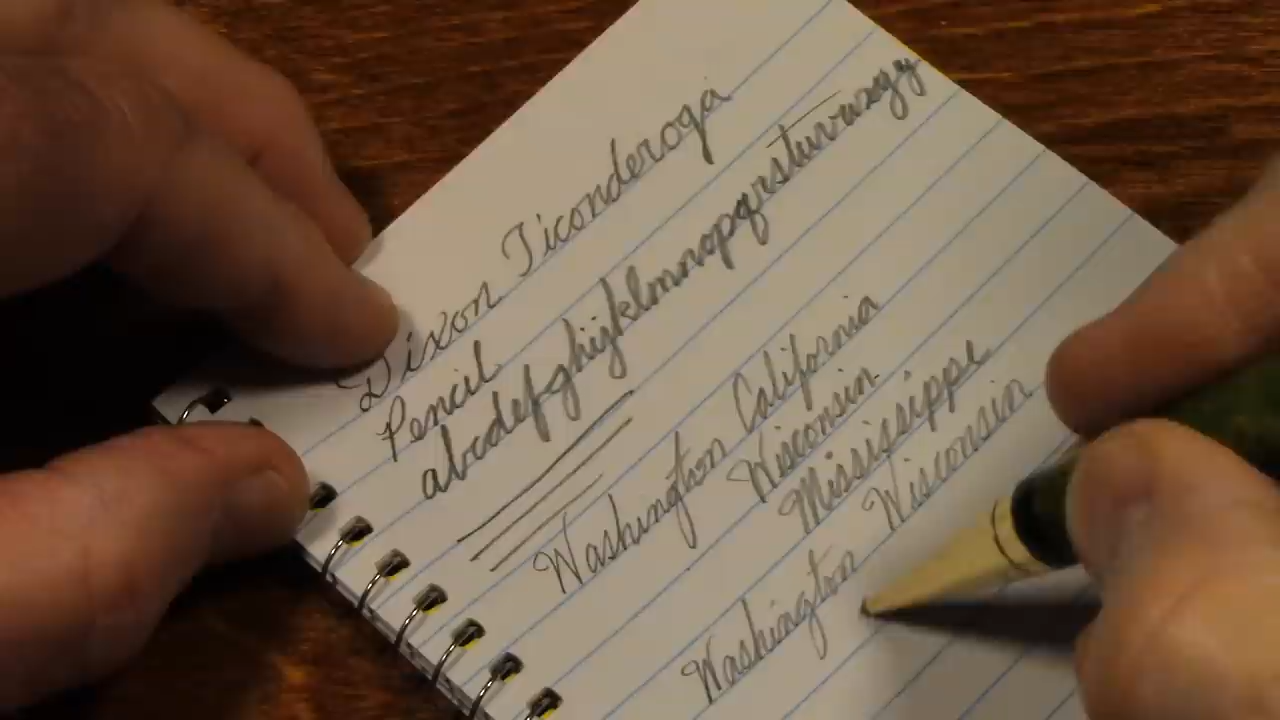 Dixon Ticonderoga
Pencil
abcdefghijklmnopqrstuvwxyz
Washington California
Wisconsin
Mississippi
Washington Wisconsin